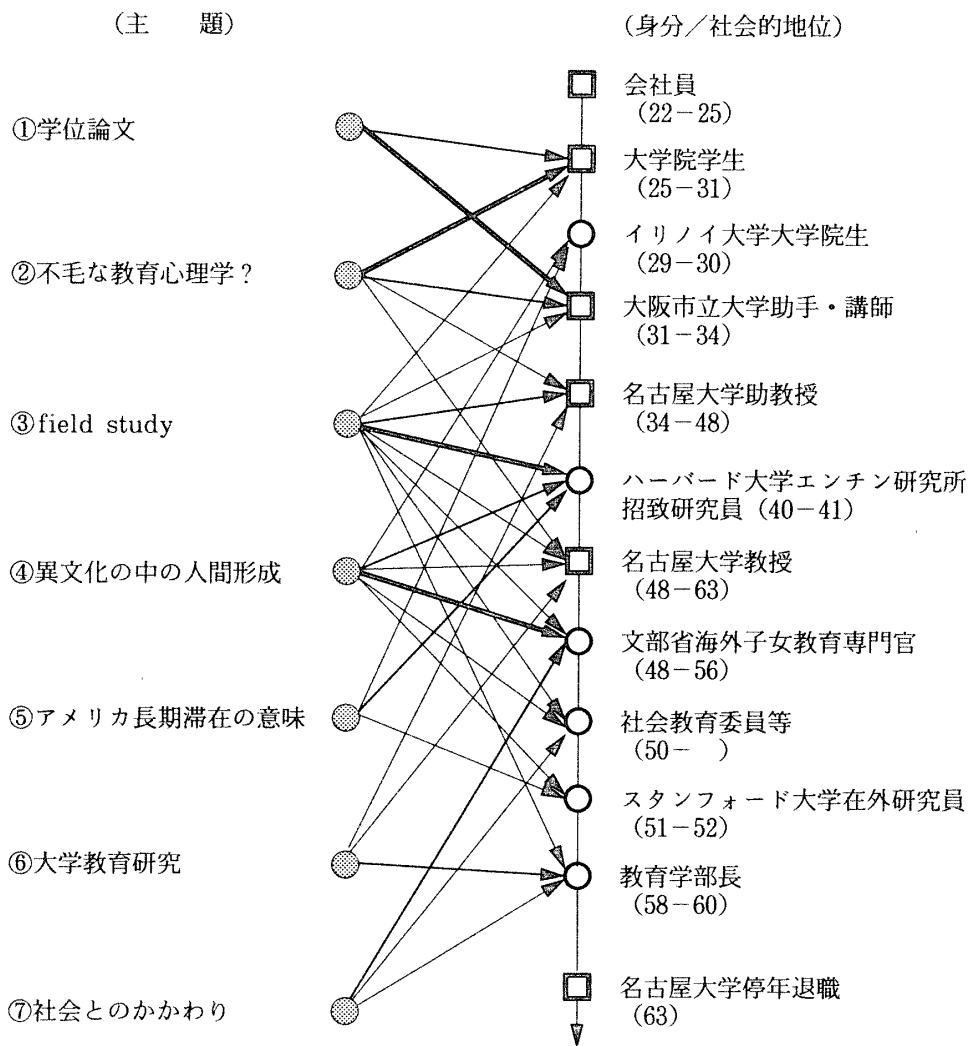 （主　　題）
①学位論文
②不毛な教育心理学？
③field study
④異文化の中の人間形成
⑤アメリカ長期滞在の意味
⑥大学教育研究
⑦社会とのかかわり
（身分／社会的地位）
会社員
（22－25）
大学院学生
（25－31）
イリノイ大学大学院生
（29－30）
大阪市立大学助手・講師
（31－34）
名古屋大学助教授
（34－48）
ハーバード大学エンチン研究所
招致研究員（40－41）
名古屋大学教授
（48－63）
文部省海外子女教育専門官
（48－56）
社会教育委員等
（50－　）
スタンフォード大学在外研究員
（51－52）
教育学部長
（58－60）
名古屋大学停年退職
（63）